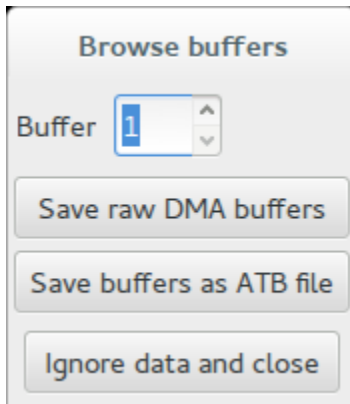 Browse buffers
Buffer 1
Save raw DMA buffers
Save buffers as ATB file
Ignore data and close